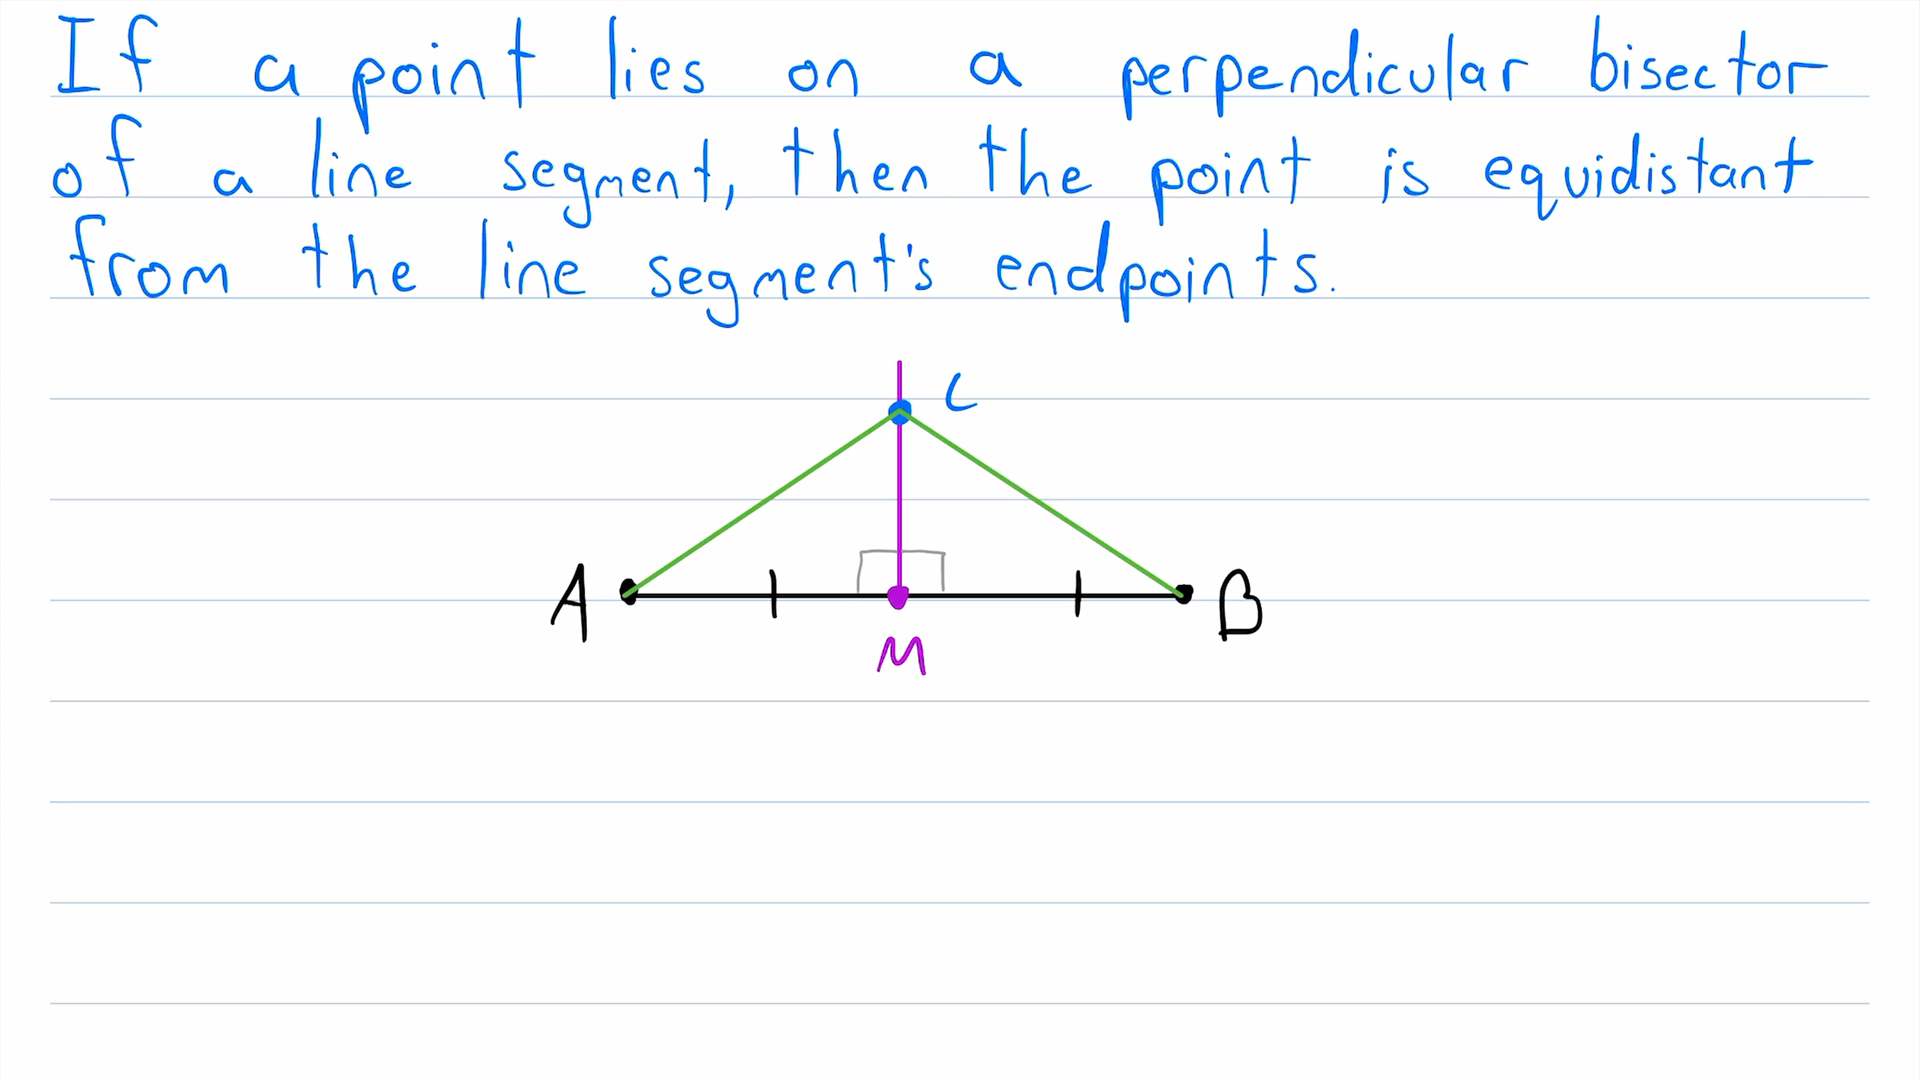 If a point lies on a perpendicular bisector
of a line segment, then the point is equidistant
from the line segment's endpoints.
C
A
B
M